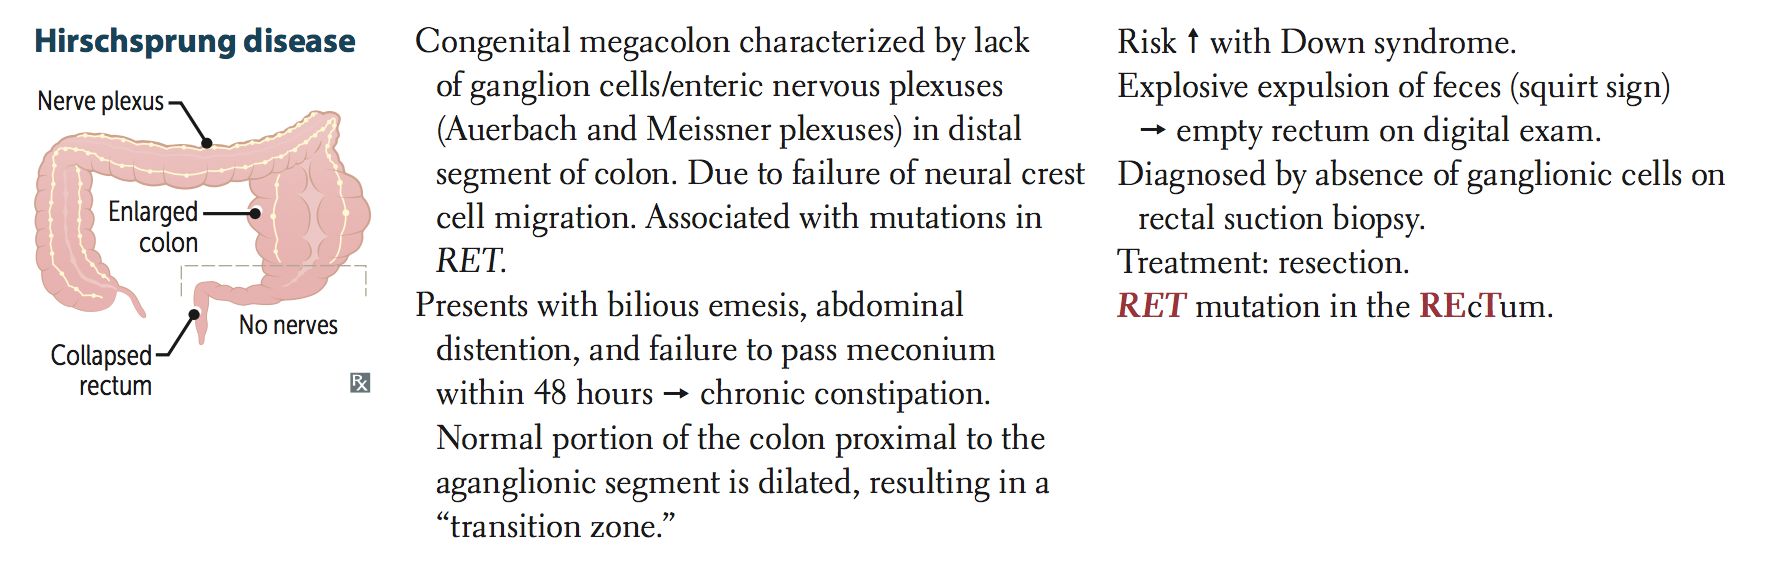 Hirschsprung disease
Nerve plexus
Enlarged
colon
No nerves
Collapsed
rectum
Rx
Congenital megacolon characterized by lack
of ganglion cells/enteric nervous plexuses
(Auerbach and Meissner plexuses) in distal
segment of colon. Due to failure of neural crest
cell migration. Associated with mutations in
RET.
Presents with bilious emesis, abdominal
distention, and failure to pass meconium
within 48 hours → chronic constipation.
Normal portion of the colon proximal to the
aganglionic segment is dilated, resulting in a
“transition zone.”
Risk ↑ with Down syndrome.
Explosive expulsion of feces (squirt sign)
→ empty rectum on digital exam.
Diagnosed by absence of ganglionic cells on
rectal suction biopsy.
Treatment: resection.
RET mutation in the REcTum.